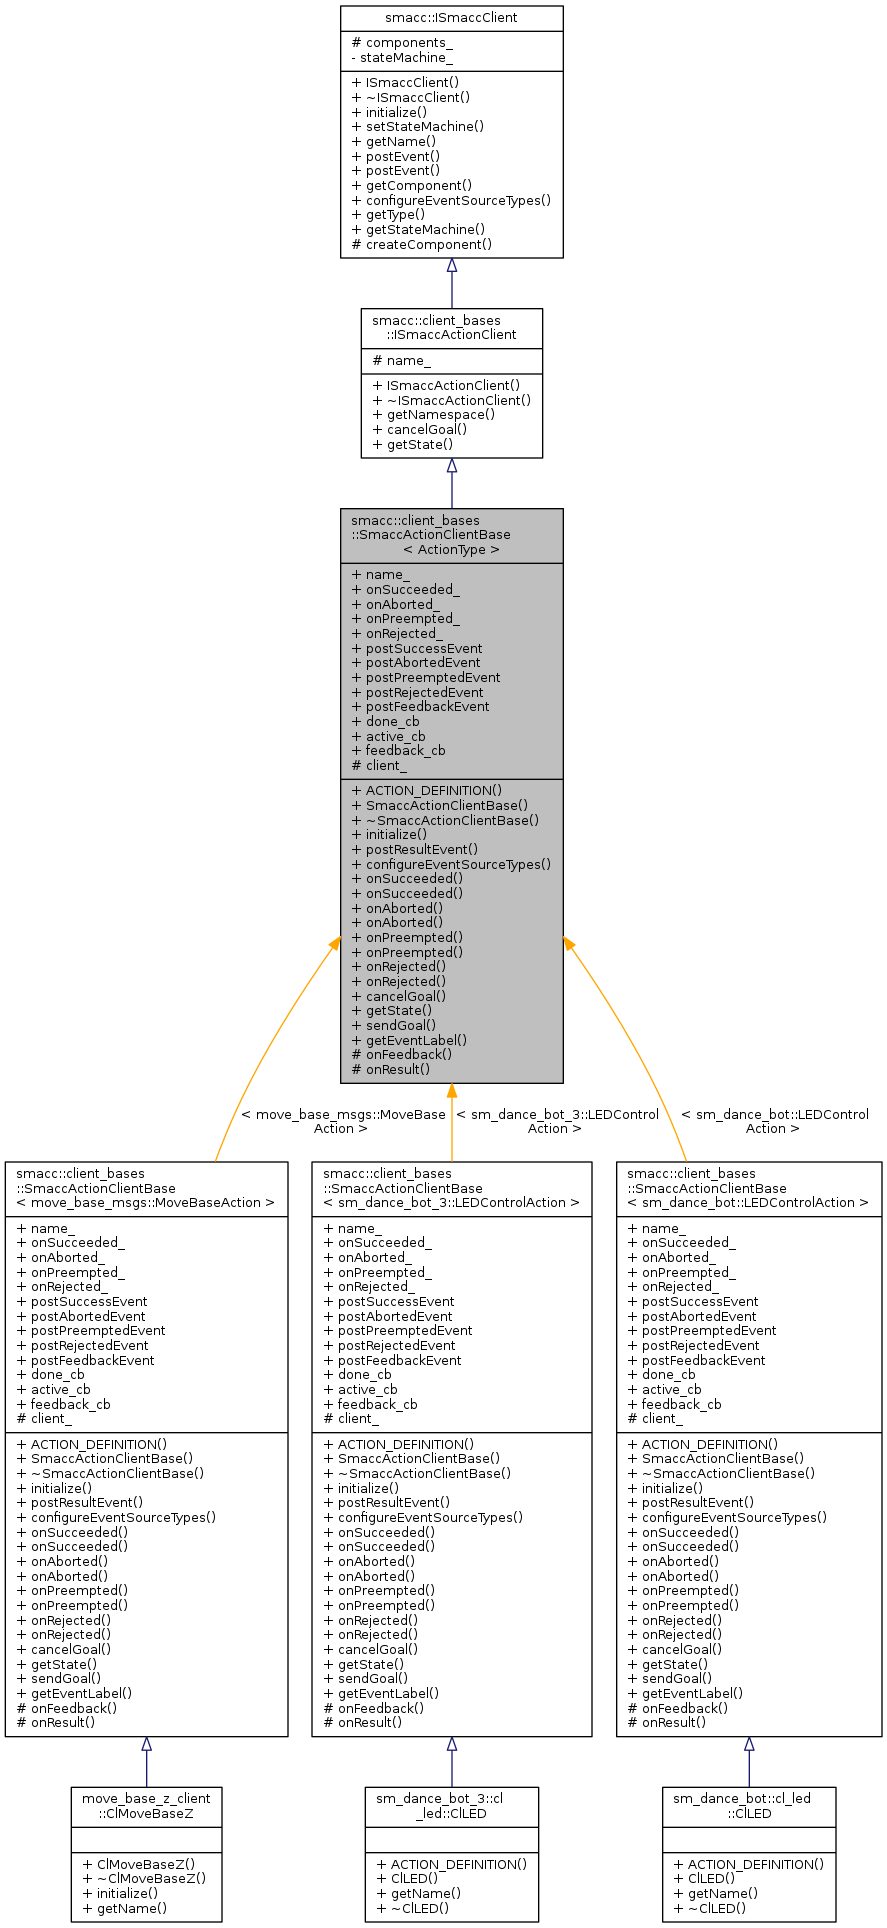 smacc::ISmaccClient
# components_
- stateMachine_
+ ISmaccClient()
+ ~ISmaccClient()
+ initialize()
+ setStateMachine()
+ getName()
+ postEvent()
+ postEvent()
+ getComponent()
+ configureEventSourceTypes()
+ getType()
+ getStateMachine()
# createComponent()
smacc::client_bases
::ISmaccActionClient
# name_
+ ISmaccActionClient()
+ ~ISmaccActionClient()
+ getNamespace()
+ cancelGoal()
+ getState()
smacc::client_bases
::SmaccActionClientBase
< ActionType >
+ name_
+ onSucceeded_
+ onAborted_
+ onPreempted_
+ onRejected_
+ postSuccessEvent
+ postAbortedEvent
+ postPreemptedEvent
+ postRejectedEvent
+ postFeedbackEvent
+ done_cb
+ active_cb
+ feedback_cb
# client_
+ ACTION_DEFINITION()
+ SmaccActionClientBase()
+ ~SmaccActionClientBase()
+ initialize()
+ postResultEvent()
+ configureEventSourceTypes()
+ onSucceeded()
+ onSucceeded()
+ onAborted()
+ onAborted()
+ onPreempted()
+ onPreempted()
+ onRejected()
+ onRejected()
+ cancelGoal()
+ getState()
+ sendGoal()
+ getEventLabel()
# onFeedback()
# onResult()
< move_base_msgs::MoveBase
Action >
< sm_dance_bot_3::LEDControl
Action >
< sm_dance_bot::LEDControl
Action >
smacc::client_bases
::SmaccActionClientBase
< move_base_msgs::MoveBaseAction >
+ name_
+ onSucceeded_
+ onAborted_
+ onPreempted_
+ onRejected_
+ postSuccessEvent
+ postAbortedEvent
+ postPreemptedEvent
+ postRejectedEvent
+ postFeedbackEvent
+ done_cb
+ active_cb
+ feedback_cb
# client_
+ ACTION_DEFINITION()
+ SmaccActionClientBase()
+ ~SmaccActionClientBase()
+ initialize()
+ postResultEvent()
+ configureEventSourceTypes()
+ onSucceeded()
+ onSucceeded()
+ onAborted()
+ onAborted()
+ onPreempted()
+ onPreempted()
+ onRejected()
+ onRejected()
+ cancelGoal()
+ getState()
+ sendGoal()
+ getEventLabel()
# onFeedback()
# onResult()
smacc::client_bases
::SmaccActionClientBase
< sm_dance_bot_3::LEDControlAction >
+ name_
+ onSucceeded_
+ onAborted_
+ onPreempted_
+ onRejected_
+ postSuccessEvent
+ postAbortedEvent
+ postPreemptedEvent
+ postRejectedEvent
+ postFeedbackEvent
+ done_cb
+ active_cb
+ feedback_cb
# client_
+ ACTION_DEFINITION()
+ SmaccActionClientBase()
+ ~SmaccActionClientBase()
+ initialize()
+ postResultEvent()
+ configureEventSourceTypes()
+ onSucceeded()
+ onSucceeded()
+ onAborted()
+ onAborted()
+ onPreempted()
+ onPreempted()
+ onRejected()
+ onRejected()
+ cancelGoal()
+ getState()
+ sendGoal()
+ getEventLabel()
# onFeedback()
# onResult()
smacc::client_bases
::SmaccActionClientBase
< sm_dance_bot::LEDControlAction >
+ name_
+ onSucceeded_
+ onAborted_
+ onPreempted_
+ onRejected_
+ postSuccessEvent
+ postAbortedEvent
+ postPreemptedEvent
+ postRejectedEvent
+ postFeedbackEvent
+ done_cb
+ active_cb
+ feedback_cb
# client_
+ ACTION_DEFINITION()
+ SmaccActionClientBase()
+ ~SmaccActionClientBase()
+ initialize()
+ postResultEvent()
+ configureEventSourceTypes()
+ onSucceeded()
+ onSucceeded()
+ onAborted()
+ onAborted()
+ onPreempted()
+ onPreempted()
+ onRejected()
+ onRejected()
+ cancelGoal()
+ getState()
+ sendGoal()
+ getEventLabel()
# onFeedback()
# onResult()
move_base_z_client
::ClMoveBaseZ
+ ClMoveBaseZ()
+ ~ClMoveBaseZ()
+ initialize()
+ getName()
sm_dance_bot_3::cl
_led::ClLED
+ ACTION_DEFINITION()
+ ClLED()
+ getName()
+ ~ClLED()
sm_dance_bot::cl_led
::ClLED
+ ACTION_DEFINITION()
+ ClLED()
+ getName()
+ ~ClLED()